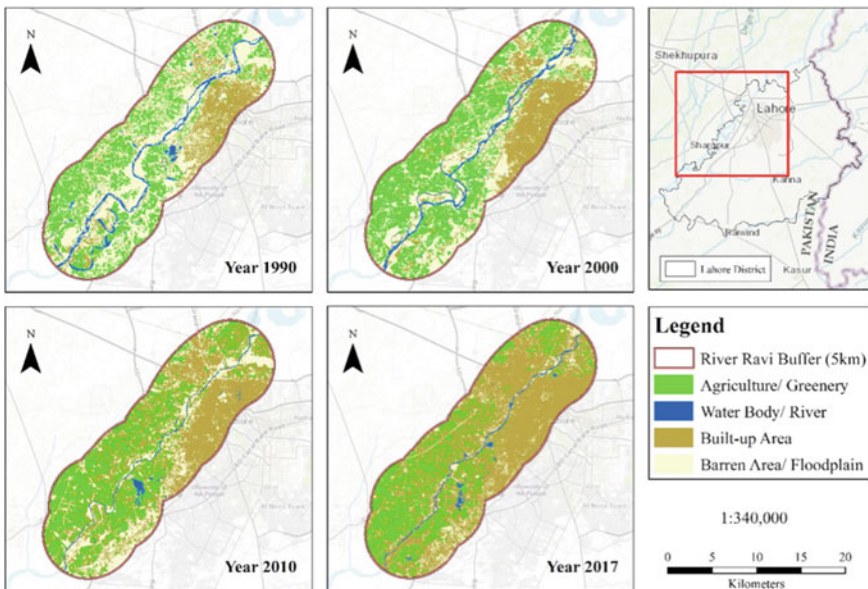 N
Year 1990
N
Year 2000
Shekhupura
Lahore
Sharqpur
Kahna
Raiwind
PAKISTAN
INDIA
Kasur
Lahore District
N
Year 2010
N
Year 2017
Legend
River Ravi Buffer (5km)
Agriculture/ Greenery
Water Body/ River
Built-up Area
Barren Area/ Floodplain
1:340,000
0 5 10 15 20
Kilometers